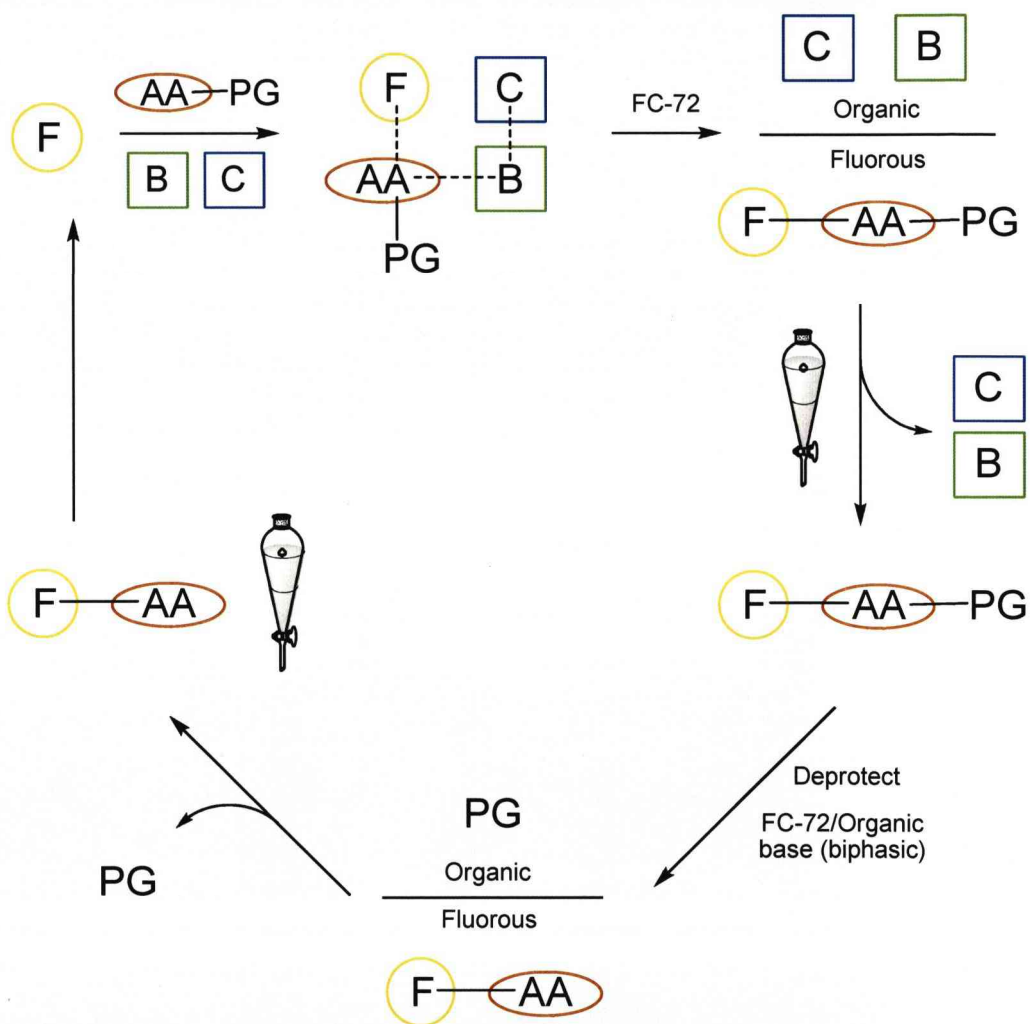 F
AA PG
B C
F C
AA B
PG
FC-72
C B
Organic
Fluorous
F AA PG
C
B
F AA PG
Deprotect
FC-72/Organic
base (biphasic)
PG
Organic
Fluorous
F AA
PG
F AA